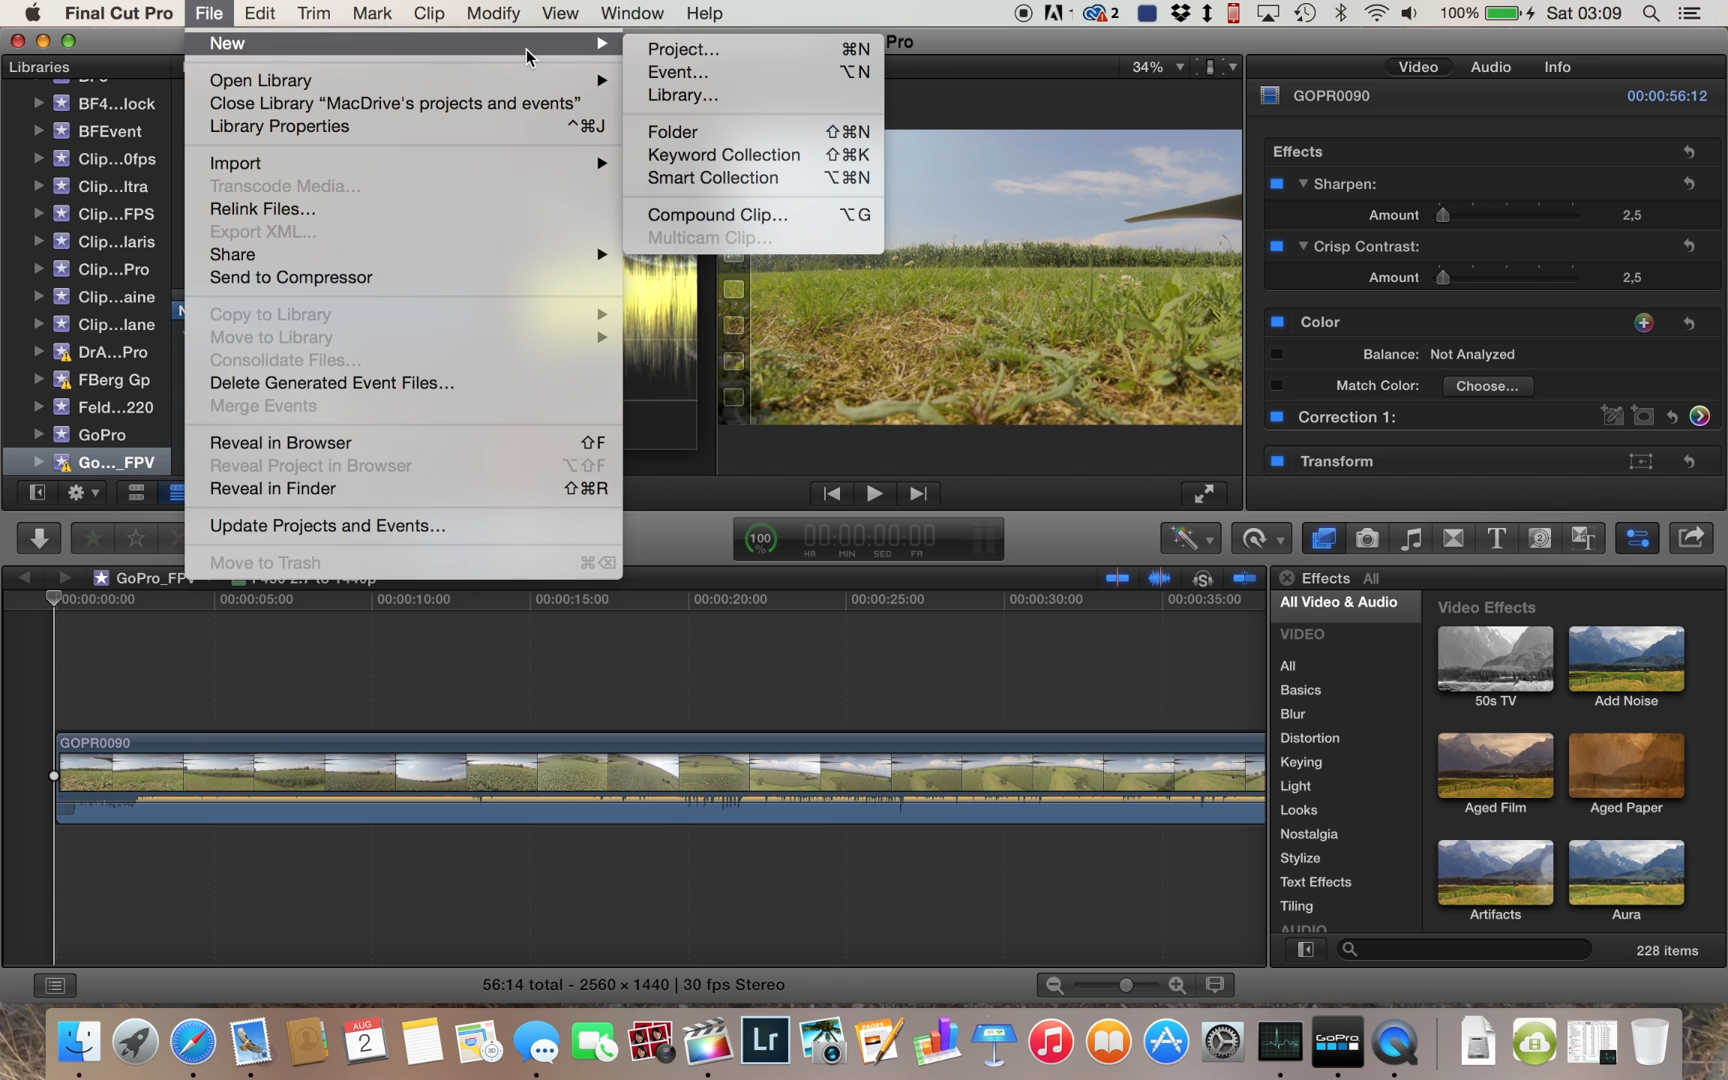 Final Cut Pro File Edit Trim Mark Clip Modify View Window Help
1 2 100% Sat 03:09
Pro
Libraries
34%
Video Audio Info
BF4...lock
BFEvent
Clip...0fps
Clip...ltra
Clip...FPS
Clip...laris
Clip...Pro
Clip...aine
Clip...lane
DrA...Pro
FBerg Gp
Feld...220
GoPro
Go..._FPV
New
Open Library
Close Library “MacDrive's projects and events”
Library Properties ^⌘J
Import
Transcode Media...
Relink Files...
Export XML...
Share
Send to Compressor
Copy to Library
Move to Library
Consolidate Files...
Delete Generated Event Files...
Merge Events
Reveal in Browser ⇧F
Reveal Project in Browser ⌥⇧F
Reveal in Finder ⇧⌘R
Update Projects and Events...
Move to Trash ⌘⌫
Project... ⌘N
Event... ⌥N
Library...
Folder ⇧⌘N
Keyword Collection ⇧⌘K
Smart Collection ⌥⌘N
Compound Clip... ⌥G
Multicam Clip...
GOPR0090 00:00:56:12
Effects
Sharpen:
Amount 2,5
Crisp Contrast:
Amount 2,5
Color
Balance: Not Analyzed
Match Color: Choose...
Correction 1:
Transform
100 % 00:00:00:00
HR MIN SEC FR
GoPro_FPV
00:00:00:00 00:00:05:00 00:00:10:00 00:00:15:00 00:00:20:00 00:00:25:00 00:00:30:00 00:00:35:00
GOPR0090
Effects All
All Video & Audio
VIDEO
All
Basics
Blur
Distortion
Keying
Light
Looks
Nostalgia
Stylize
Text Effects
Tiling
AUDIO
Video Effects
50s TV Add Noise
Aged Film Aged Paper
Artifacts Aura
228 items
56:14 total - 2560 × 1440 | 30 fps Stereo
AUG
2
Lr
GoPro